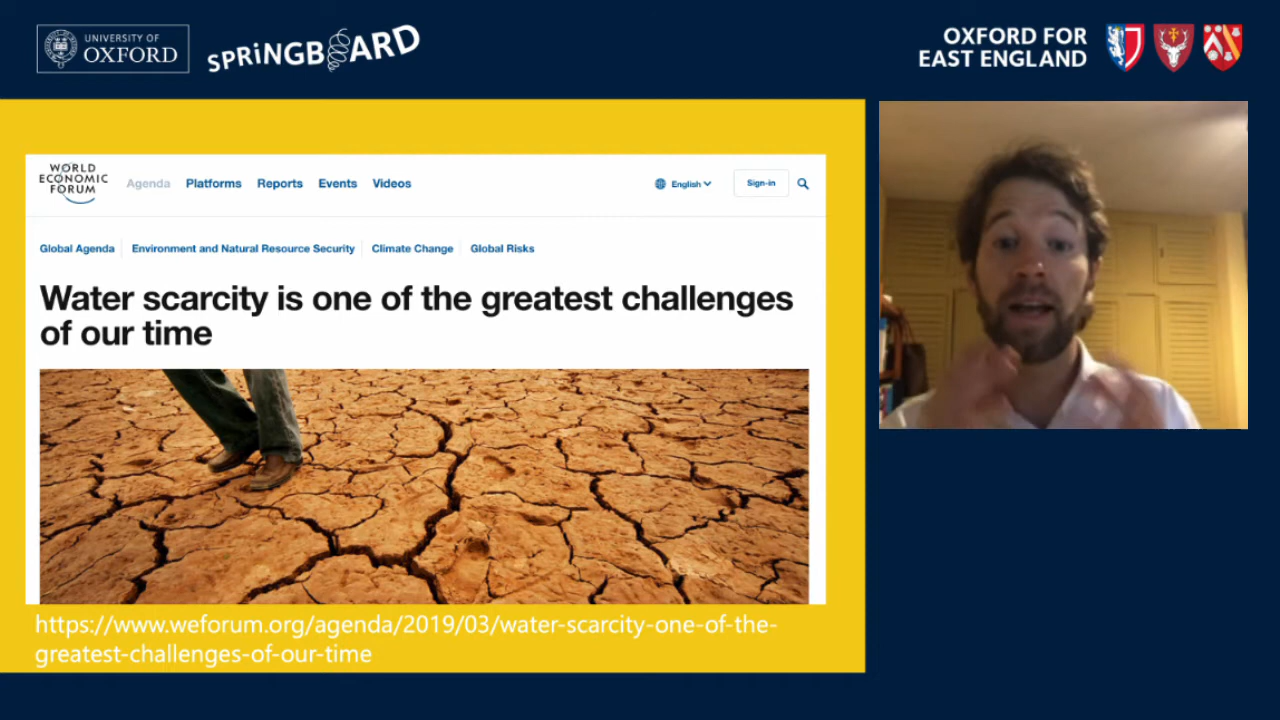 UNIVERSITY OF
OXFORD
SPRiNGBOARD
OXFORD FOR
EAST ENGLAND
WORLD
ECONOMIC
FORUM
Agenda Platforms Reports Events Videos
English Sign-in
Global Agenda Environment and Natural Resource Security Climate Change Global Risks
Water scarcity is one of the greatest challenges
of our time
https://www.weforum.org/agenda/2019/03/water-scarcity-one-of-the-
greatest-challenges-of-our-time